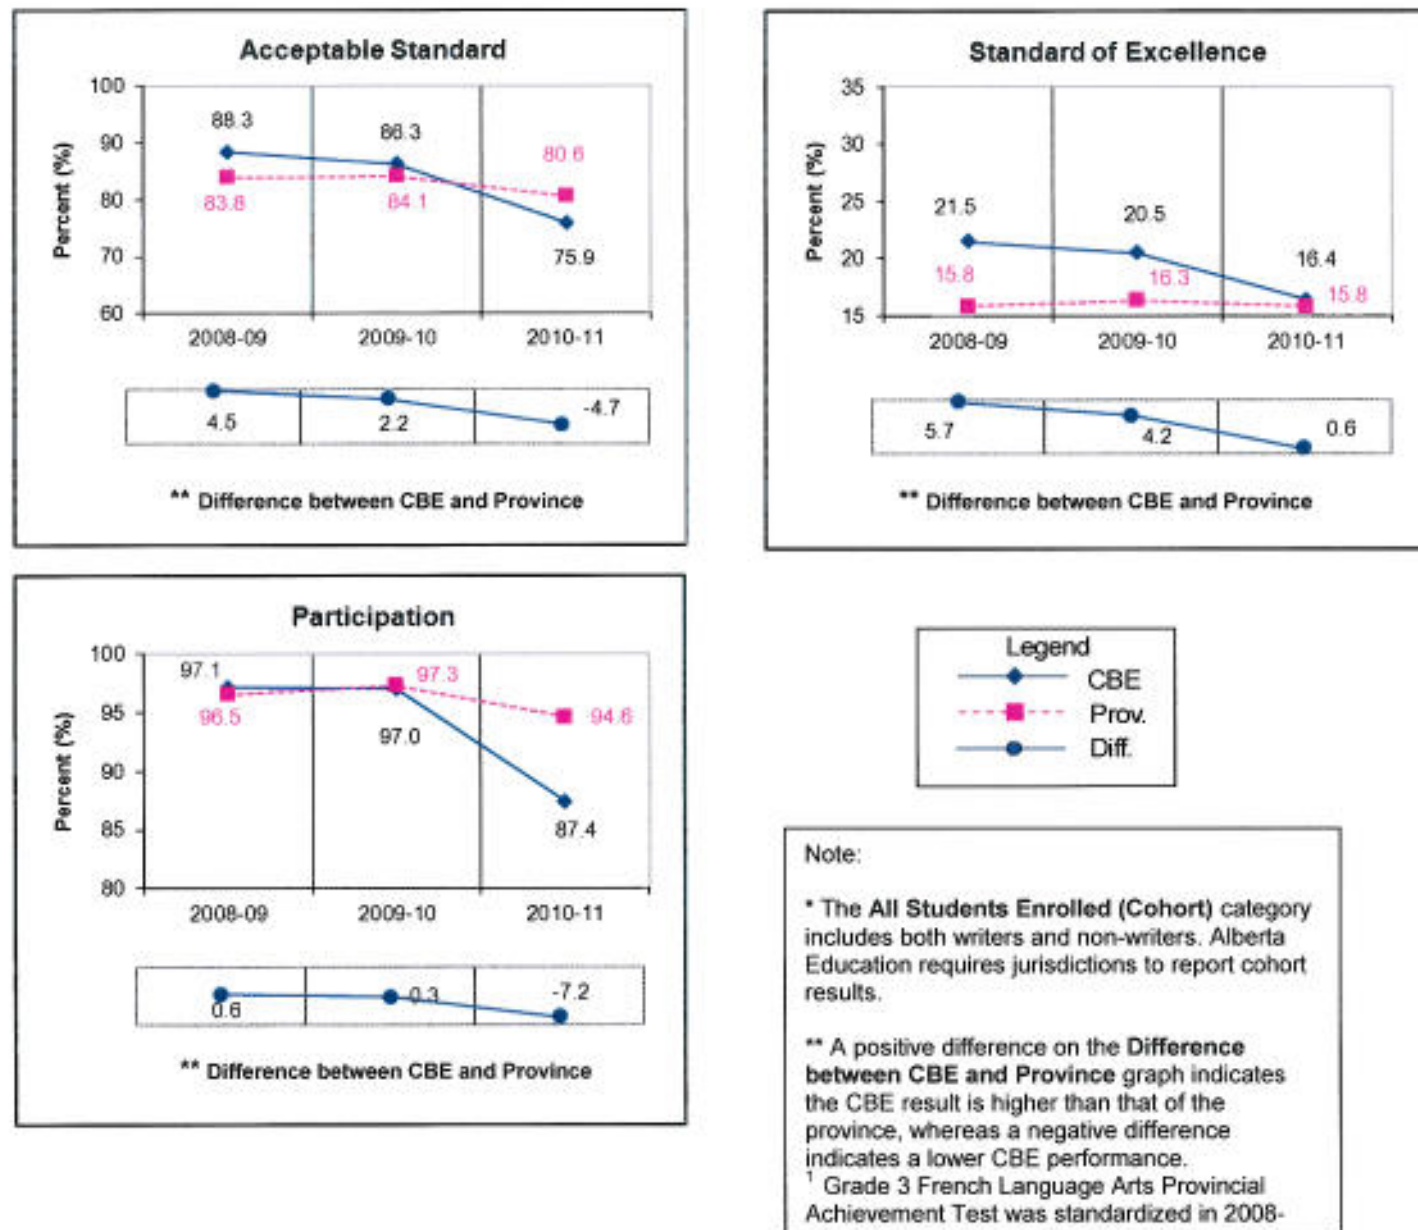 Acceptable Standard
Percent (%)
100
90
80
70
60
88.3
86.3
80.6
83.8
84.1
75.9
2008-09
2009-10
2010-11
4.5
2.2
-4.7
** Difference between CBE and Province
Standard of Excellence
Percent (%)
35
30
25
20
15
21.5
20.5
16.4
15.8
16.3
15.8
2008-09
2009-10
2010-11
5.7
4.2
0.6
** Difference between CBE and Province
Participation
Percent (%)
100
95
90
85
80
97.1
97.3
96.5
97.0
94.6
87.4
2008-09
2009-10
2010-11
0.6
0.3
-7.2
** Difference between CBE and Province
Legend
CBE
Prov.
Diff.
Note:
* The All Students Enrolled (Cohort) category
includes both writers and non-writers. Alberta
Education requires jurisdictions to report cohort
results.
** A positive difference on the Difference
between CBE and Province graph indicates
the CBE result is higher than that of the
province, whereas a negative difference
indicates a lower CBE performance.
1 Grade 3 French Language Arts Provincial
Achievement Test was standardized in 2008-